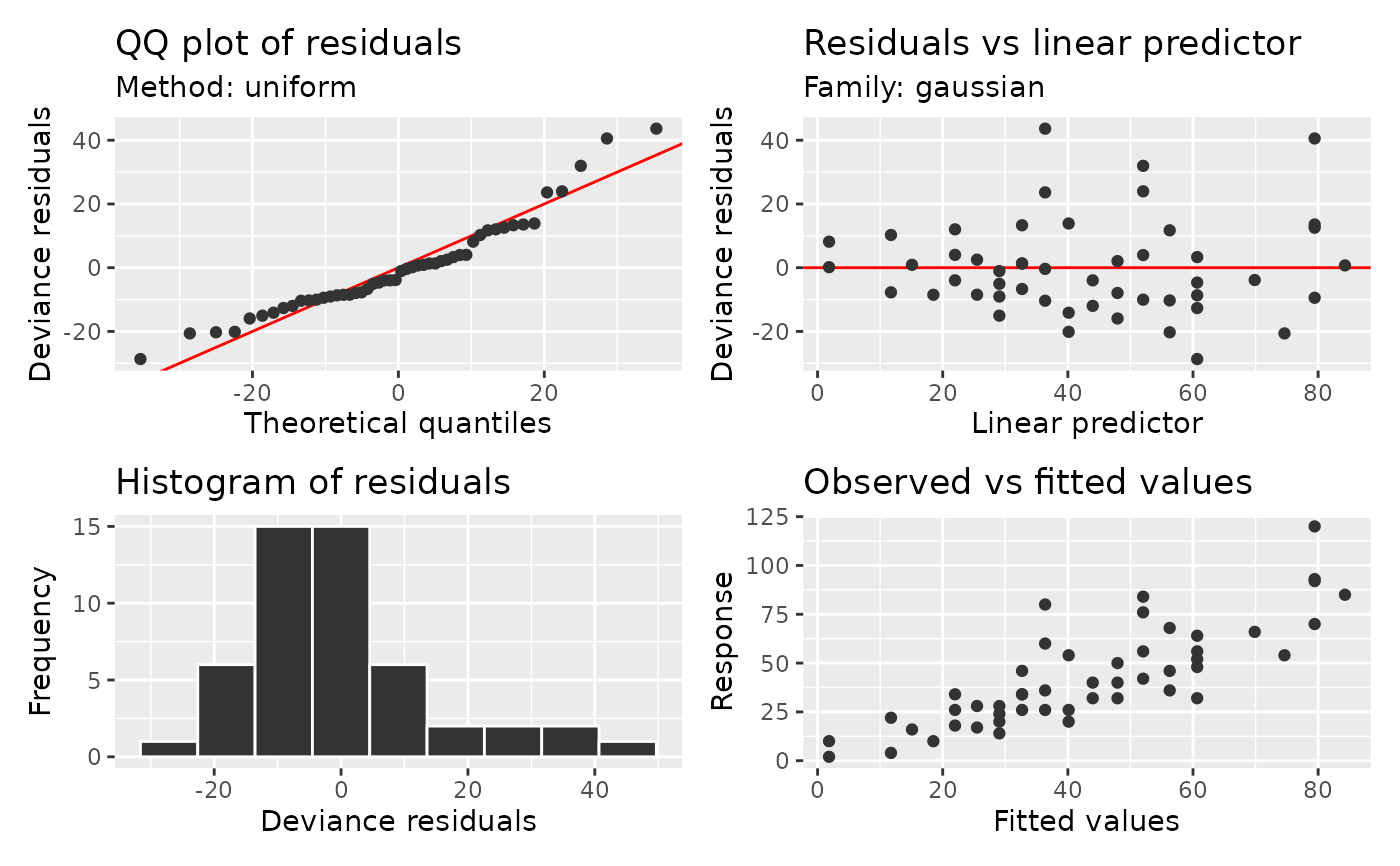 QQ plot of residuals
Method: uniform
Deviance residuals
40
20
0
-20
-20
0
20
Theoretical quantiles
Residuals vs linear predictor
Family: gaussian
Deviance residuals
40
20
0
-20
0
20
40
60
80
Linear predictor
Histogram of residuals
Frequency
15
10
5
0
-20
0
20
40
Deviance residuals
Observed vs fitted values
Response
125
100
75
50
25
0
0
20
40
60
80
Fitted values